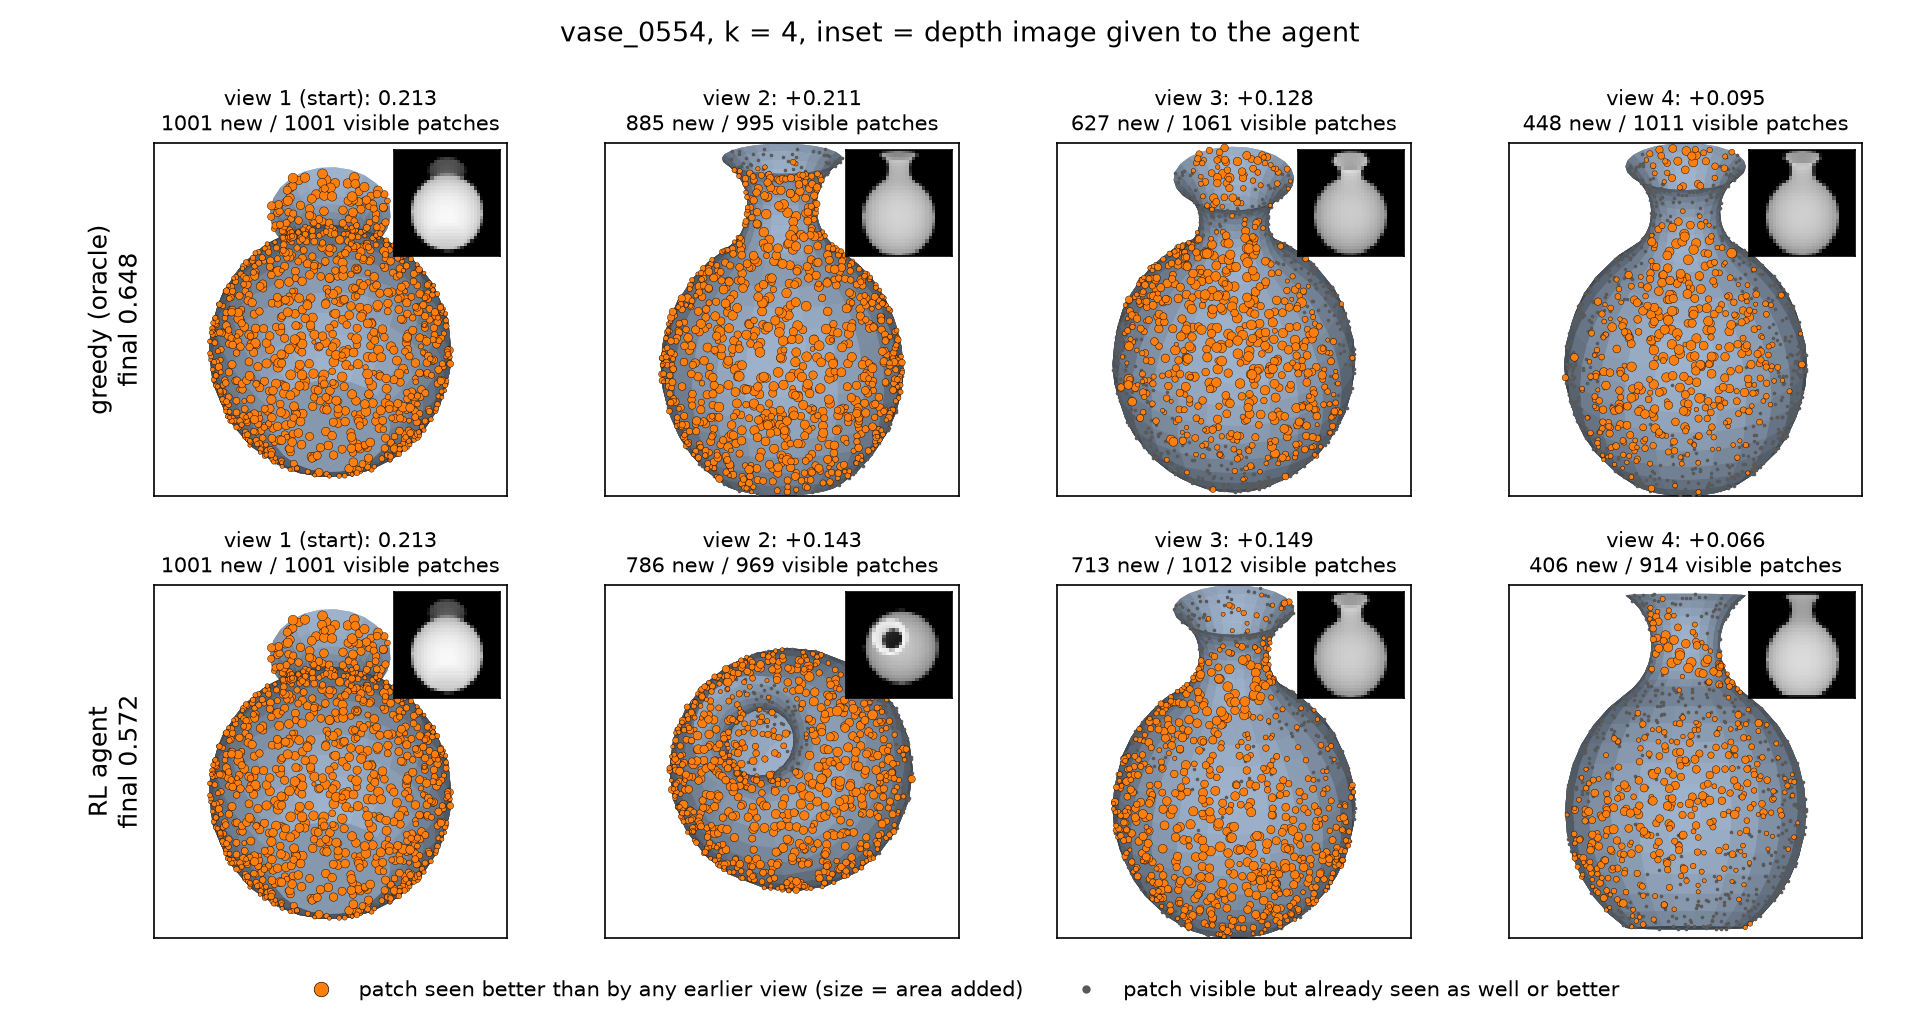 vase_0554, k = 4, inset = depth image given to the agent
greedy (oracle)
final 0.648
view 1 (start): 0.213
1001 new / 1001 visible patches
view 2: +0.211
885 new / 995 visible patches
view 3: +0.128
627 new / 1061 visible patches
view 4: +0.095
448 new / 1011 visible patches
RL agent
final 0.572
view 1 (start): 0.213
1001 new / 1001 visible patches
view 2: +0.143
786 new / 969 visible patches
view 3: +0.149
713 new / 1012 visible patches
view 4: +0.066
406 new / 914 visible patches
patch seen better than by any earlier view (size = area added)
patch visible but already seen as well or better